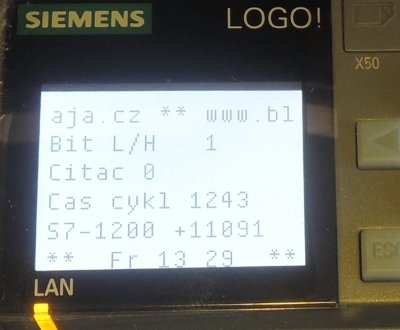 SIEMENS LOGO!
X50
aja.cz ** www.bl
Bit L/H 1
Citac 0
Cas cykl 1243
S7-1200 +11091
** Fr 13 29 **
ESC
LAN